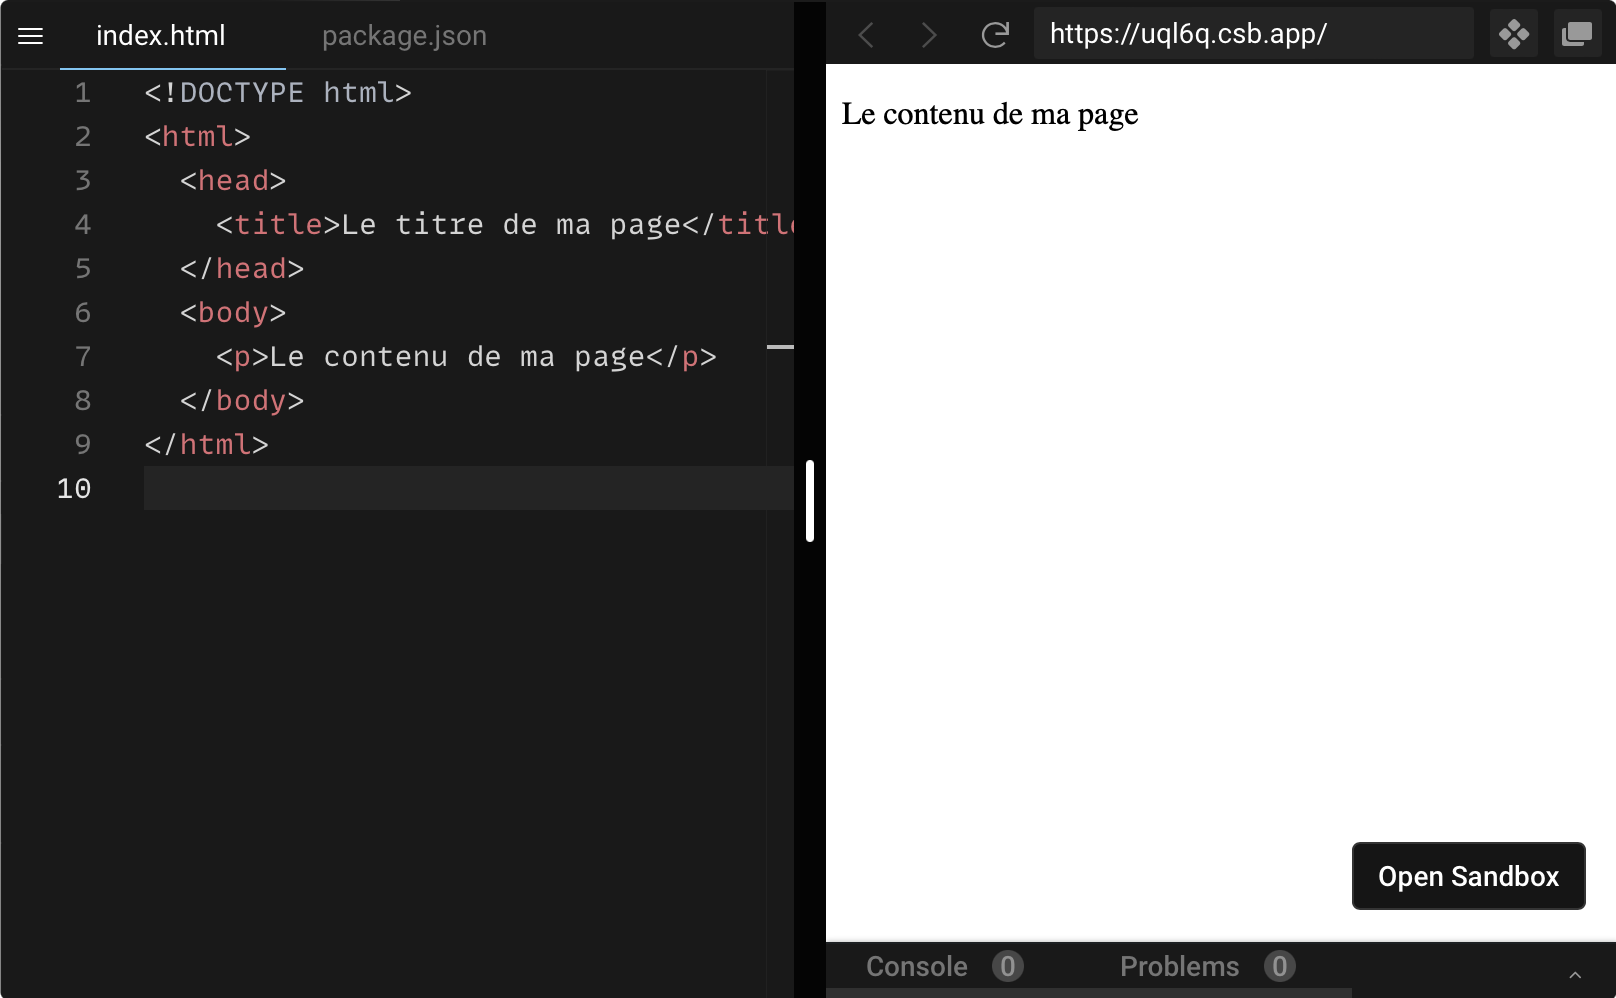 index.html package.json
1 <!DOCTYPE html>
2 <html>
3 <head>
4 <title>Le titre de ma page</title
5 </head>
6 <body>
7 <p>Le contenu de ma page</p>
8 </body>
9 </html>
10
https://uql6q.csb.app/
Le contenu de ma page
Open Sandbox
Console 0 Problems 0